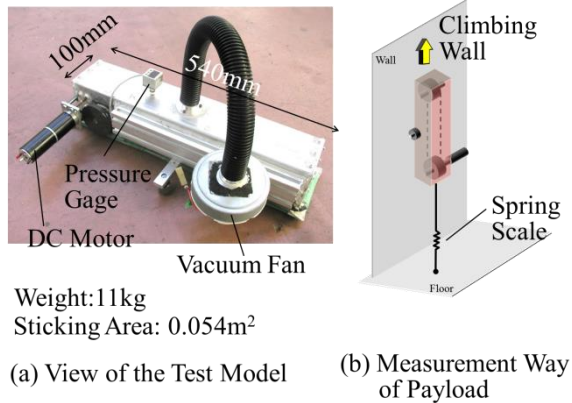 100mm
540mm
Pressure
Gage
DC Motor
Vacuum Fan
Weight:11kg
Sticking Area: 0.054m²
(a) View of the Test Model
Climbing
Wall
Wall
Spring
Scale
Floor
(b) Measurement Way
of Payload